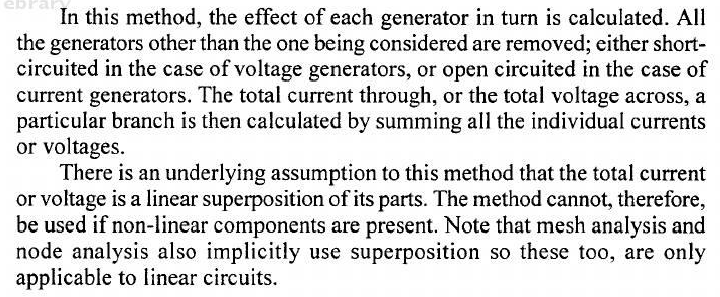 ebrary
In this method, the effect of each generator in turn is calculated. All
the generators other than the one being considered are removed; either short-
circuited in the case of voltage generators, or open circuited in the case of
current generators. The total current through, or the total voltage across, a
particular branch is then calculated by summing all the individual currents
or voltages.
There is an underlying assumption to this method that the total current
or voltage is a linear superposition of its parts. The method cannot, therefore,
be used if non-linear components are present. Note that mesh analysis and
node analysis also implicitly use superposition so these too, are only
applicable to linear circuits.